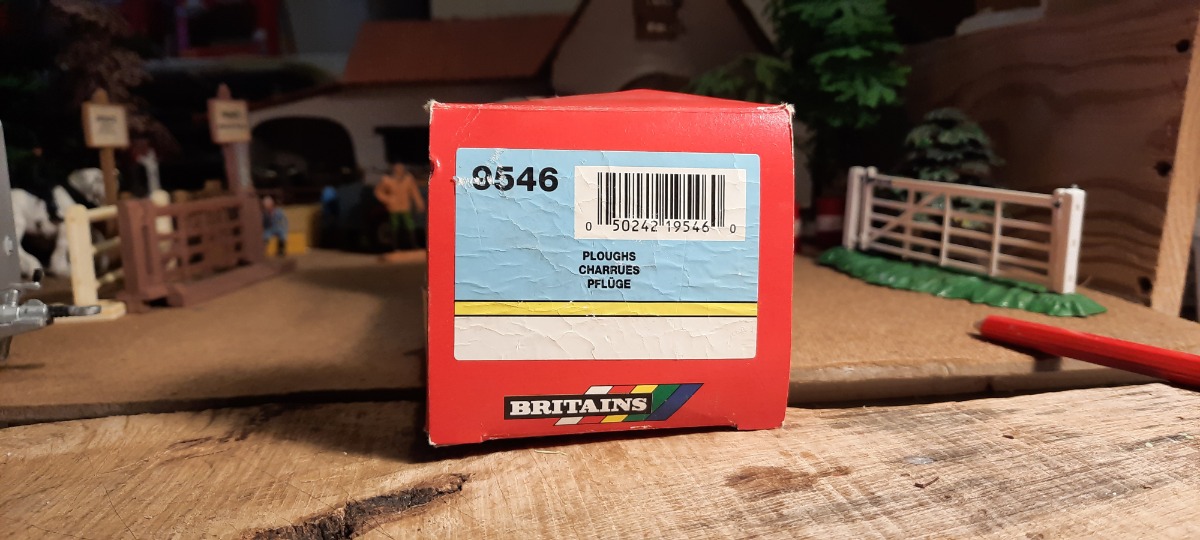 9546
0 50242 19546 0
PLOUGHS
CHARRUES
PFLÜGE
BRITAINS